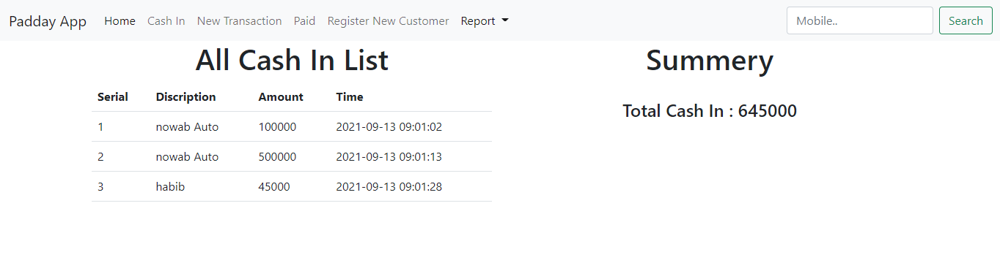 Padday App Home Cash In New Transaction Paid Register New Customer Report Mobile.. Search
All Cash In List
Serial Discription Amount Time
1 nowab Auto 100000 2021-09-13 09:01:02
2 nowab Auto 500000 2021-09-13 09:01:13
3 habib 45000 2021-09-13 09:01:28
Summery
Total Cash In : 645000